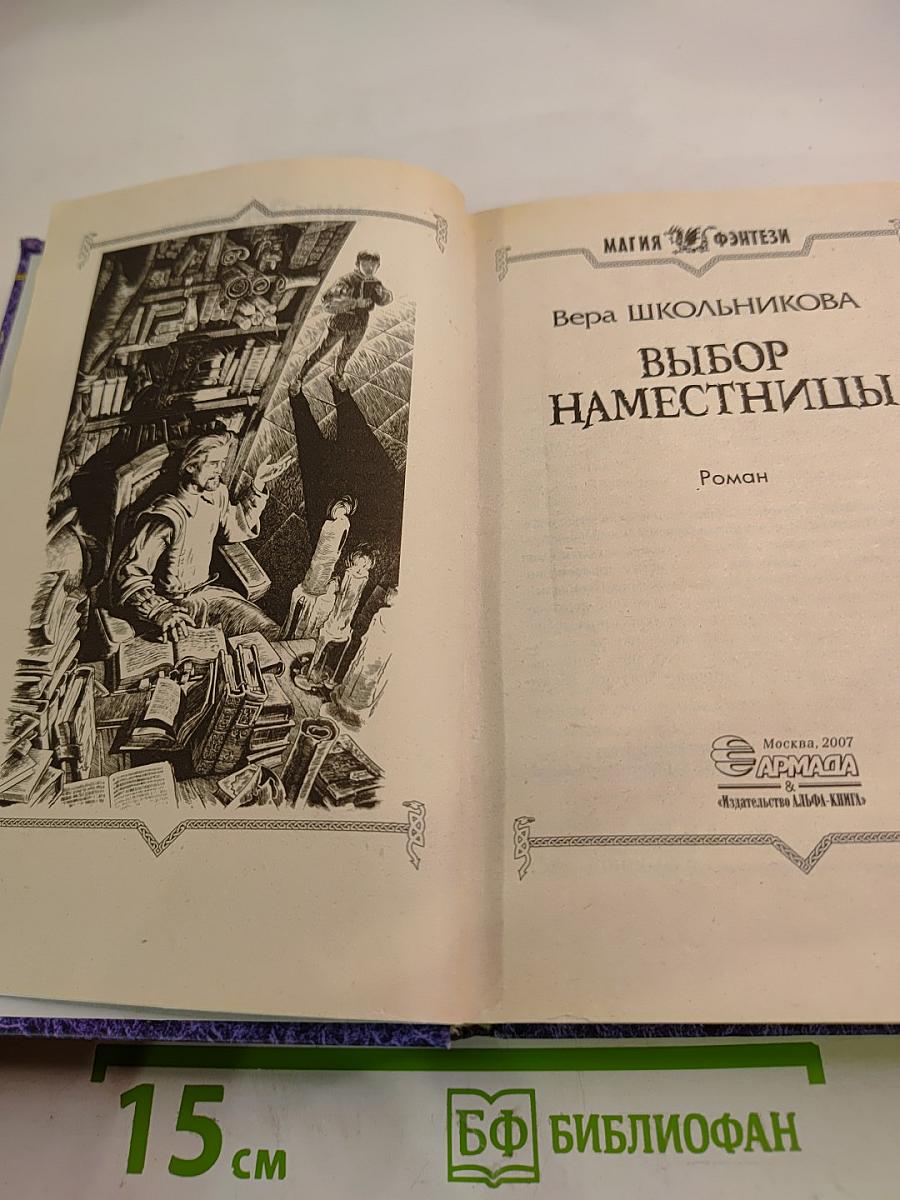 МАГИЯ ФЭНТЕЗИ
Вера ШКОЛЬНИКОВА
ВЫБОР
НАМЕСТНИЦЫ
Роман
Москва, 2007
АРМАДА
&
«Издательство АЛЬФА-КНИГА»
15 см
БФ БИБЛИОФАН